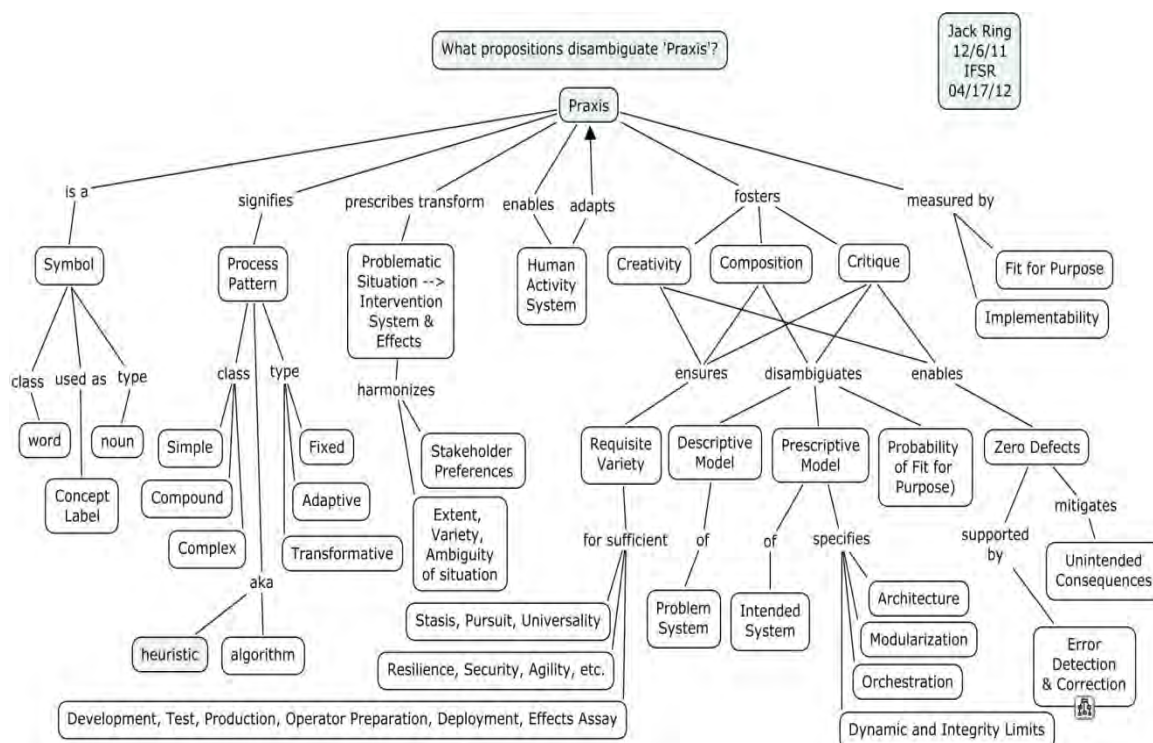 What propositions disambiguate 'Praxis'?
Jack Ring
12/6/11
IFSR
04/17/12
Praxis
is a
signifies
prescribes transform
enables
adapts
fosters
measured by
Symbol
Process
Pattern
Problematic
Situation -->
Intervention
System &
Effects
Human
Activity
System
Creativity
Composition
Critique
Fit for Purpose
Implementability
class
used as
type
class
type
harmonizes
ensures
disambiguates
enables
word
noun
Concept
Label
Simple
Compound
Complex
Fixed
Adaptive
Transformative
aka
heuristic
algorithm
Stakeholder
Preferences
Extent,
Variety,
Ambiguity
of situation
Requisite
Variety
Descriptive
Model
Prescriptive
Model
Probability
of Fit for
Purpose)
Zero Defects
for sufficient
of
of
specifies
supported
by
mitigates
Unintended
Consequences
Stasis, Pursuit, Universality
Resilience, Security, Agility, etc.
Development, Test, Production, Operator Preparation, Deployment, Effects Assay
Problem
System
Intended
System
Architecture
Modularization
Orchestration
Dynamic and Integrity Limits
Error
Detection
& Correction